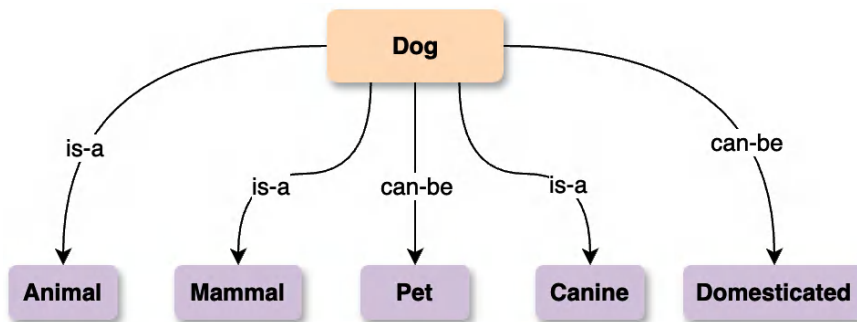 Dog
is-a
can-be
is-a
can-be
is-a
Animal
Mammal
Pet
Canine
Domesticated